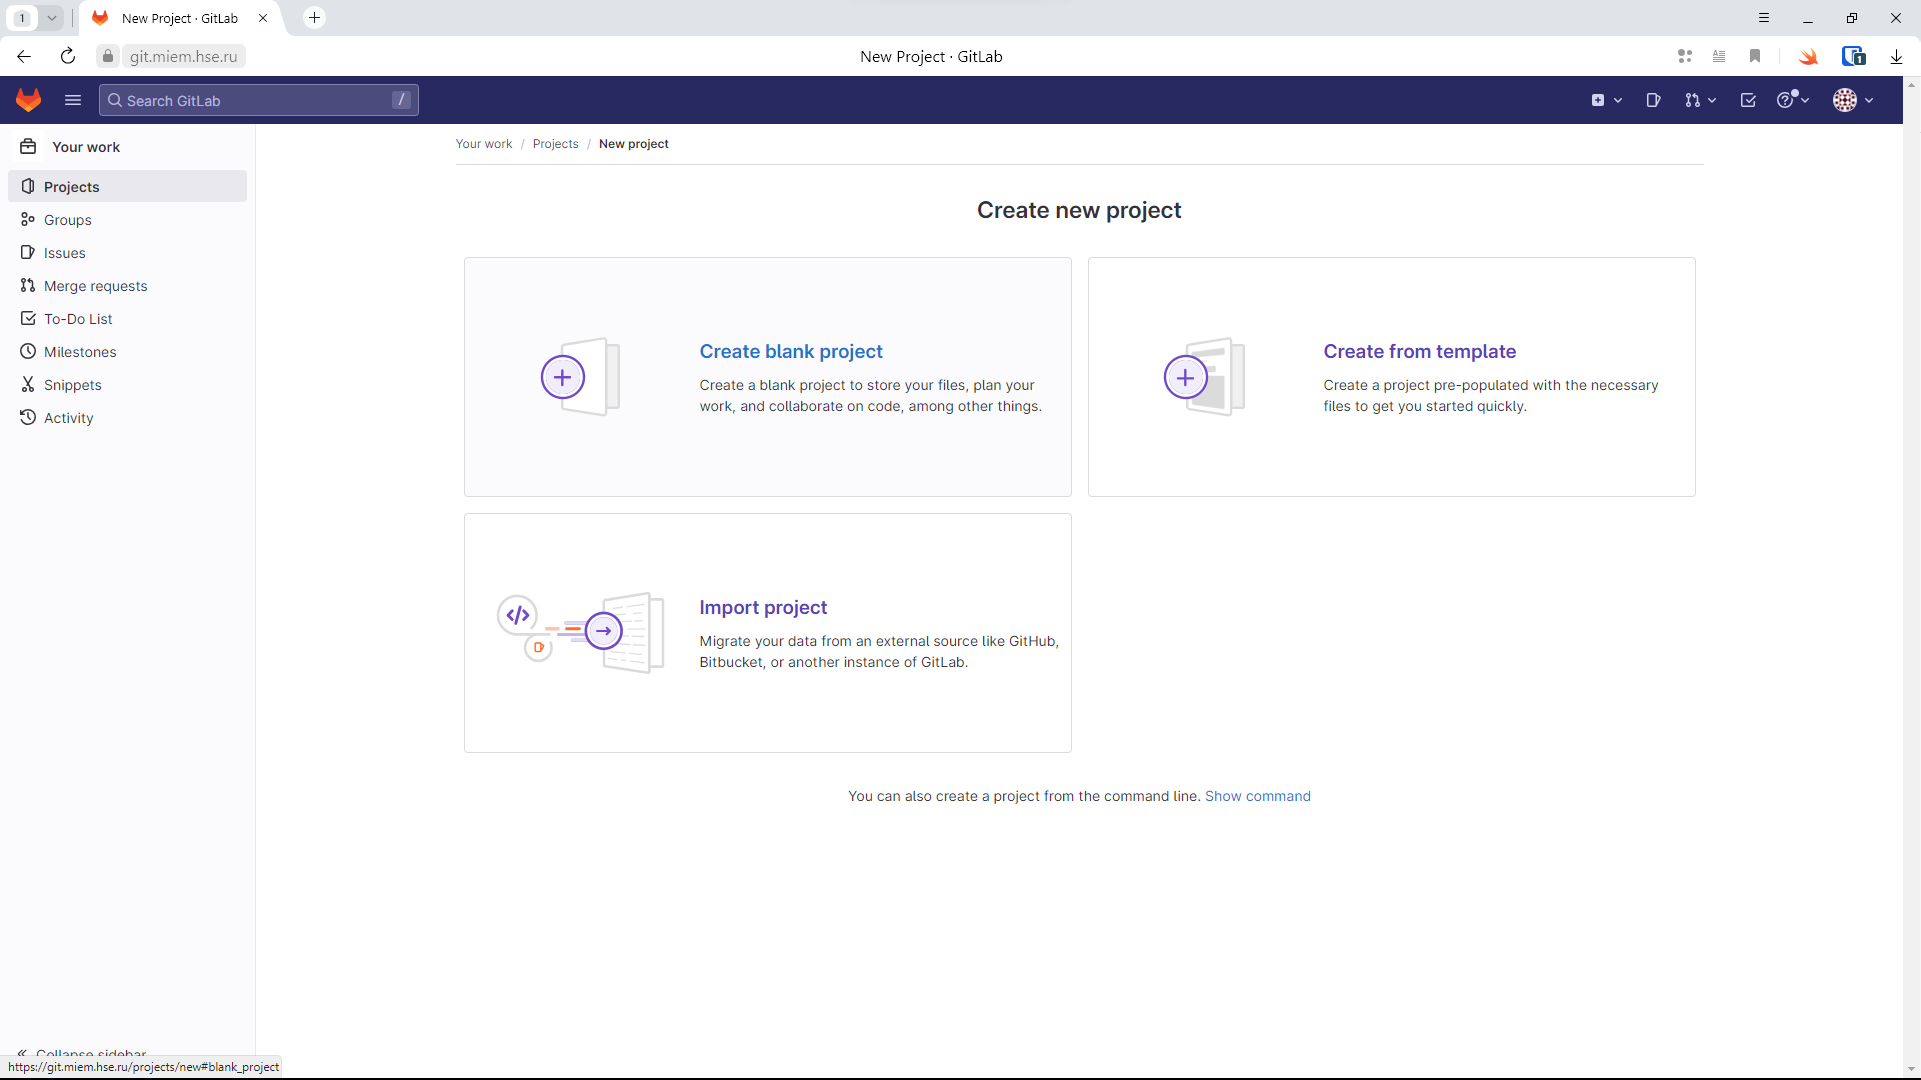 1
New Project · GitLab
git.miem.hse.ru
New Project · GitLab
1
Search GitLab
/
Your work
Projects
Groups
Issues
Merge requests
To-Do List
Milestones
Snippets
Activity
Collapse sidebar
https://git.miem.hse.ru/projects/new#blank_project
Your work / Projects / New project
Create new project
Create blank project
Create a blank project to store your files, plan your
work, and collaborate on code, among other things.
Create from template
Create a project pre-populated with the necessary
files to get you started quickly.
Import project
Migrate your data from an external source like GitHub,
Bitbucket, or another instance of GitLab.
You can also create a project from the command line. Show command